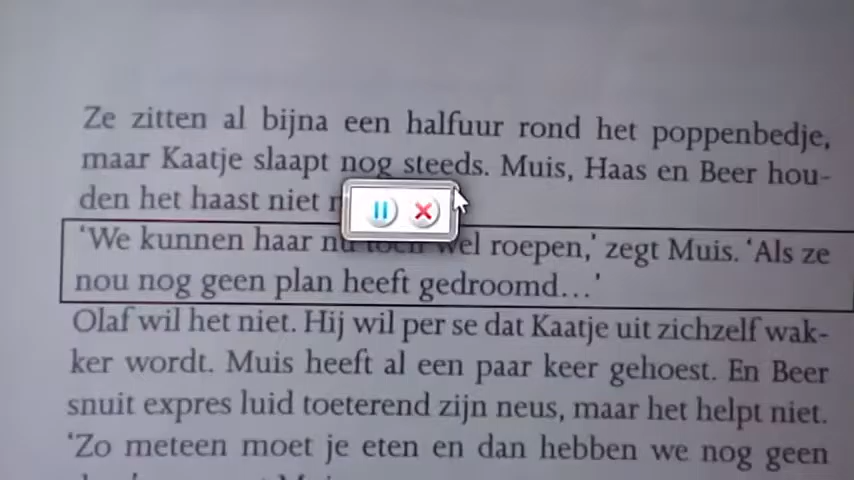 Ze zitten al bijna een halfuur rond het poppenbedje,
maar Kaatje slaapt nog steeds. Muis, Haas en Beer hou-
den het haast niet
‘We kunnen haar nu toch wel roepen,’ zegt Muis. ‘Als ze
nou nog geen plan heeft gedroomd…’
Olaf wil het niet. Hij wil per se dat Kaatje uit zichzelf wak-
ker wordt. Muis heeft al een paar keer gehoest. En Beer
snuit expres luid toeterend zijn neus, maar het helpt niet.
‘Zo meteen moet je eten en dan hebben we nog geen